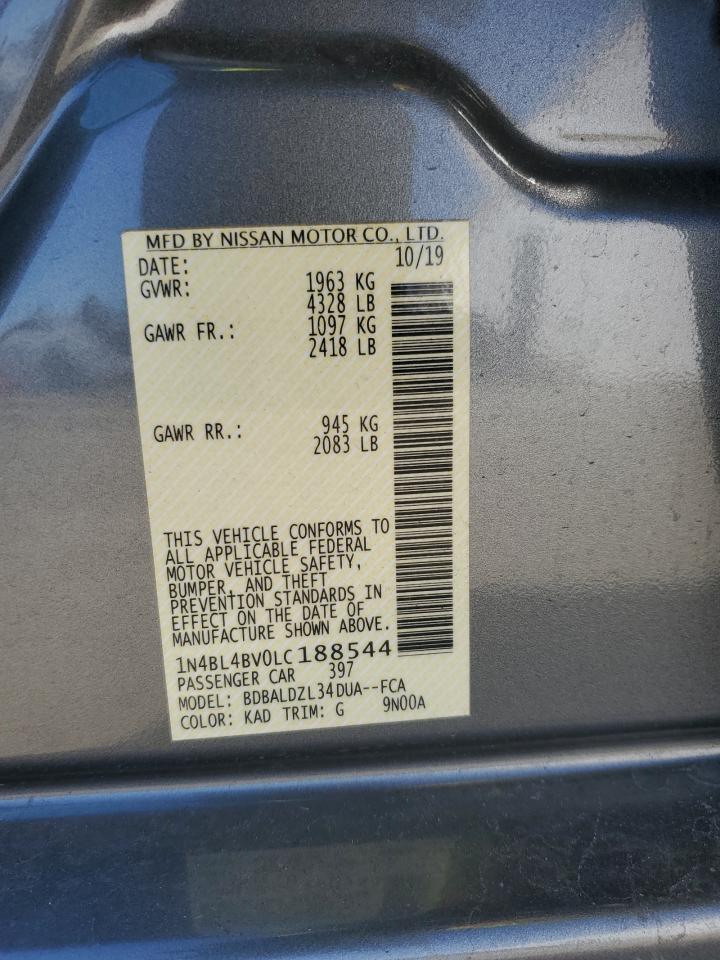 MFD BY NISSAN MOTOR CO., LTD.
DATE: 10/19
GVWR: 1963 KG
4328 LB
GAWR FR.: 1097 KG
2418 LB
GAWR RR.: 945 KG
2083 LB
THIS VEHICLE CONFORMS TO
ALL APPLICABLE FEDERAL
MOTOR VEHICLE SAFETY,
BUMPER, AND THEFT
PREVENTION STANDARDS IN
EFFECT ON THE DATE OF
MANUFACTURE SHOWN ABOVE.
1N4BL4BV0LC188544
PASSENGER CAR 397
MODEL: BDBALDZL34DUA--FCA
COLOR: KAD TRIM: G 9N00A